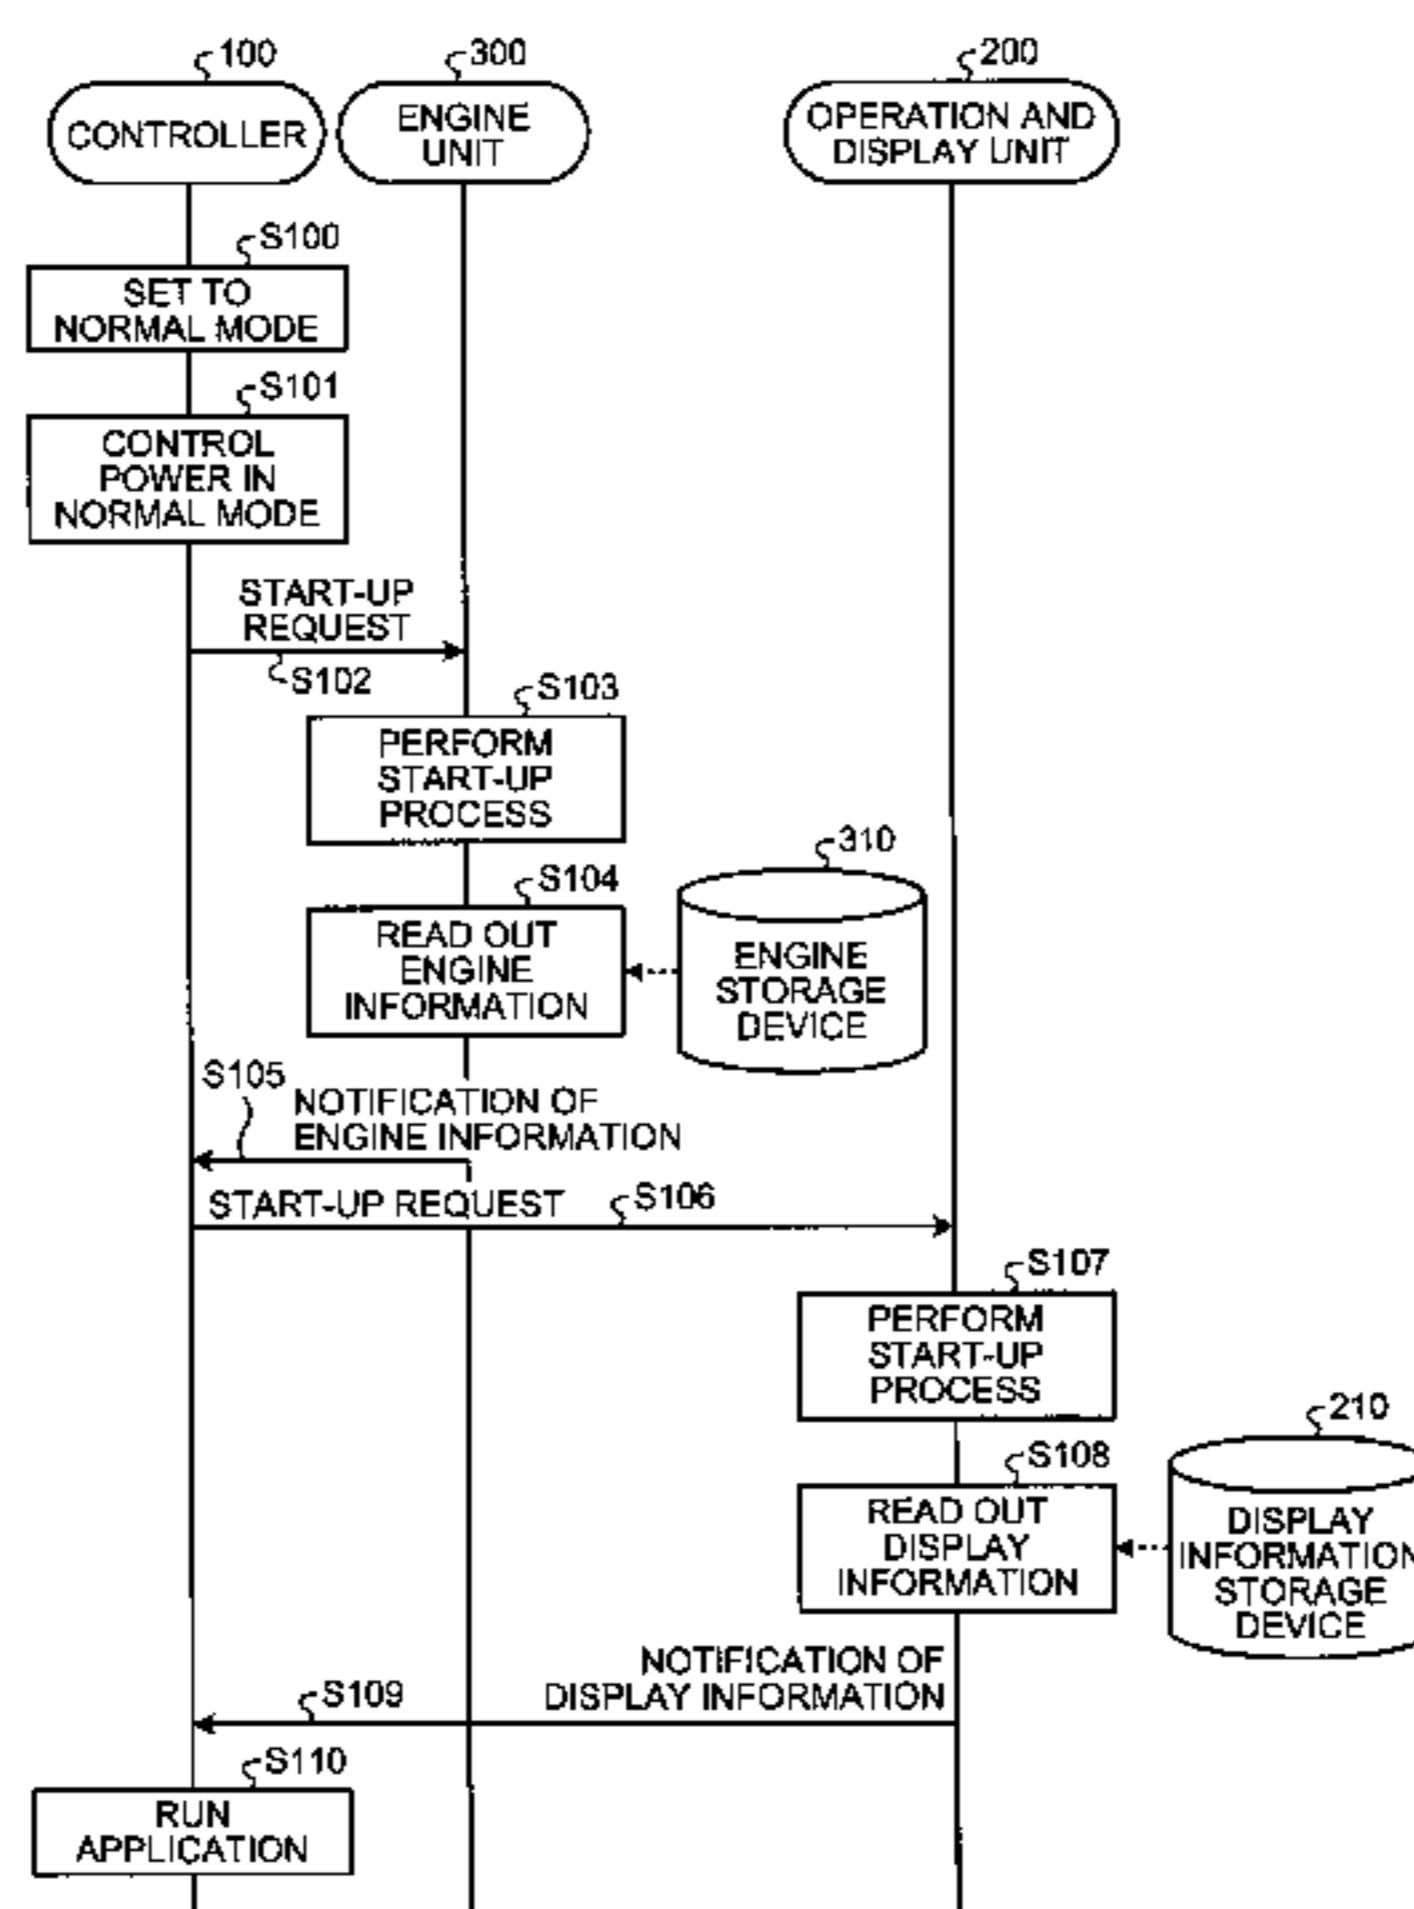 100
300
200
CONTROLLER
ENGINE
UNIT
OPERATION AND
DISPLAY UNIT
S100
SET TO
NORMAL MODE
S101
CONTROL
POWER IN
NORMAL MODE
START-UP
REQUEST
S102
S103
PERFORM
START-UP
PROCESS
310
S104
READ OUT
ENGINE
INFORMATION
ENGINE
STORAGE
DEVICE
S105
NOTIFICATION OF
ENGINE INFORMATION
START-UP REQUEST
S106
S107
PERFORM
START-UP
PROCESS
210
S108
READ OUT
DISPLAY
INFORMATION
DISPLAY
INFORMATION
STORAGE
DEVICE
NOTIFICATION OF
DISPLAY INFORMATION
S109
S110
RUN
APPLICATION